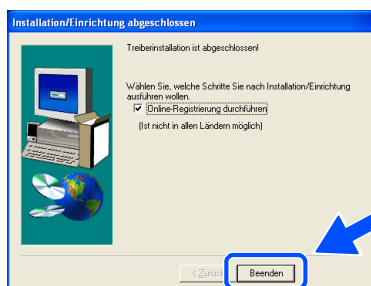 Installation/Einrichtung abgeschlossen
Treiberinstallation ist abgeschlossen!
Wählen Sie, welche Schritte Sie nach Installation/Einrichtung
ausführen wollen.
Online-Registrierung durchführen
(Ist nicht in allen Ländern möglich)
< Zurück
Beenden